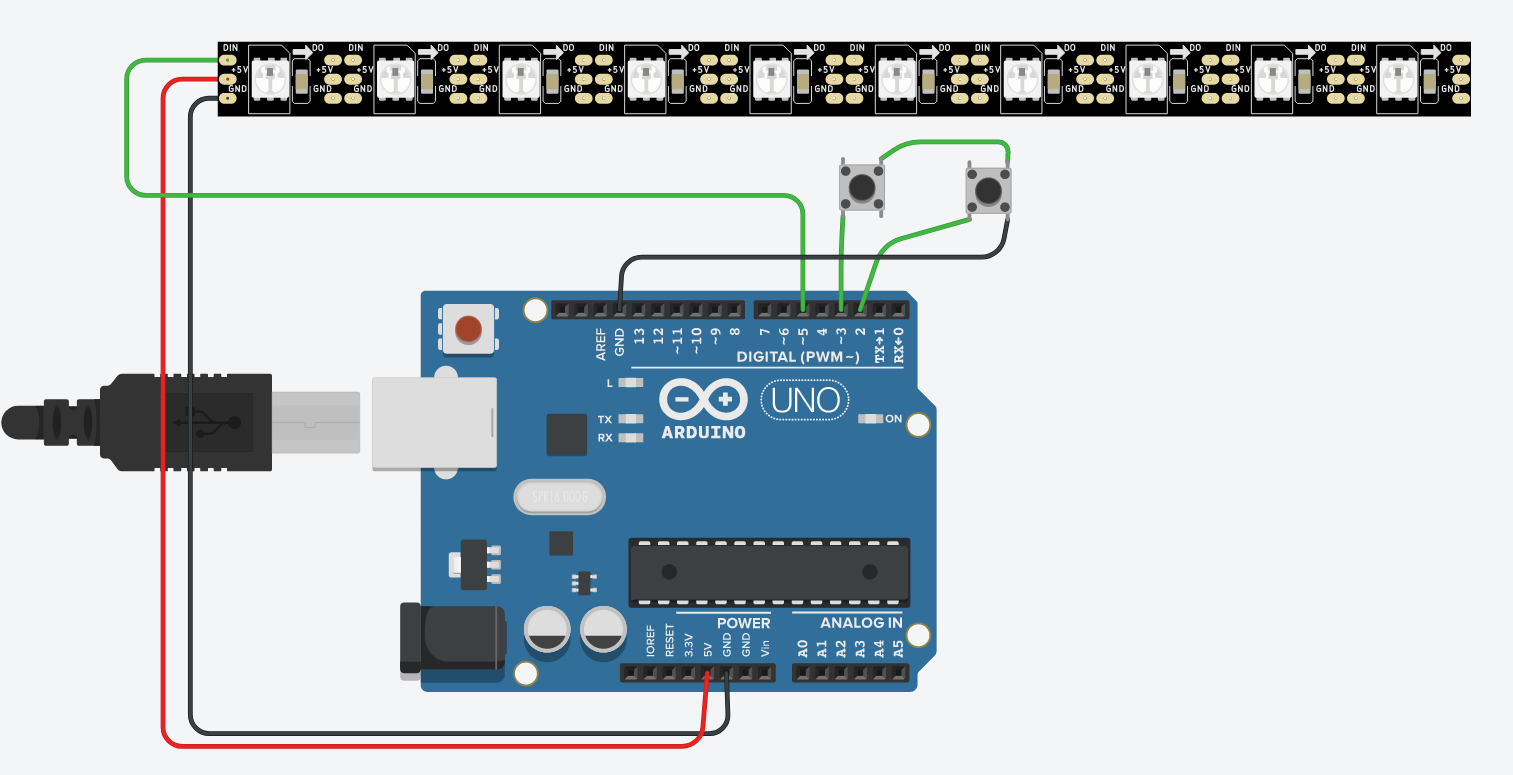 DIN DO DIN DO DIN DO DIN DO DIN DO DIN DO DIN DO DIN DO DIN DO DIN DO
+5V +5V +5V +5V +5V +5V +5V +5V +5V +5V +5V +5V +5V +5V +5V +5V +5V +5V +5V
GND GND GND GND GND GND GND GND GND GND GND GND GND GND GND GND GND GND GND GND
AREF
GND
13
12
~11
~10
~9
8
7
~6
~5
4
~3
2
TX→1
RX←0
DIGITAL (PWM~)
L
TX
RX
ARDUINO
UNO
ON
SPK16.000G
POWER
ANALOG IN
IOREF
RESET
3.3V
5V
GND
GND
Vin
A0
A1
A2
A3
A4
A5